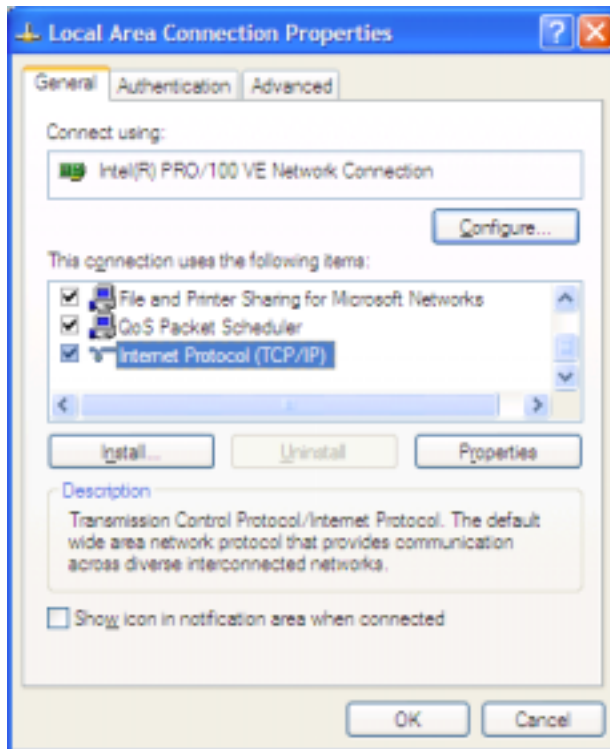 Local Area Connection Properties
General Authentication Advanced
Connect using:
Intel(R) PRO/100 VE Network Connection
Configure...
This connection uses the following items:
File and Printer Sharing for Microsoft Networks
QoS Packet Scheduler
Internet Protocol (TCP/IP)
Install... Uninstall Properties
Description
Transmission Control Protocol/Internet Protocol. The default
wide area network protocol that provides communication
across diverse interconnected networks.
Show icon in notification area when connected
OK Cancel